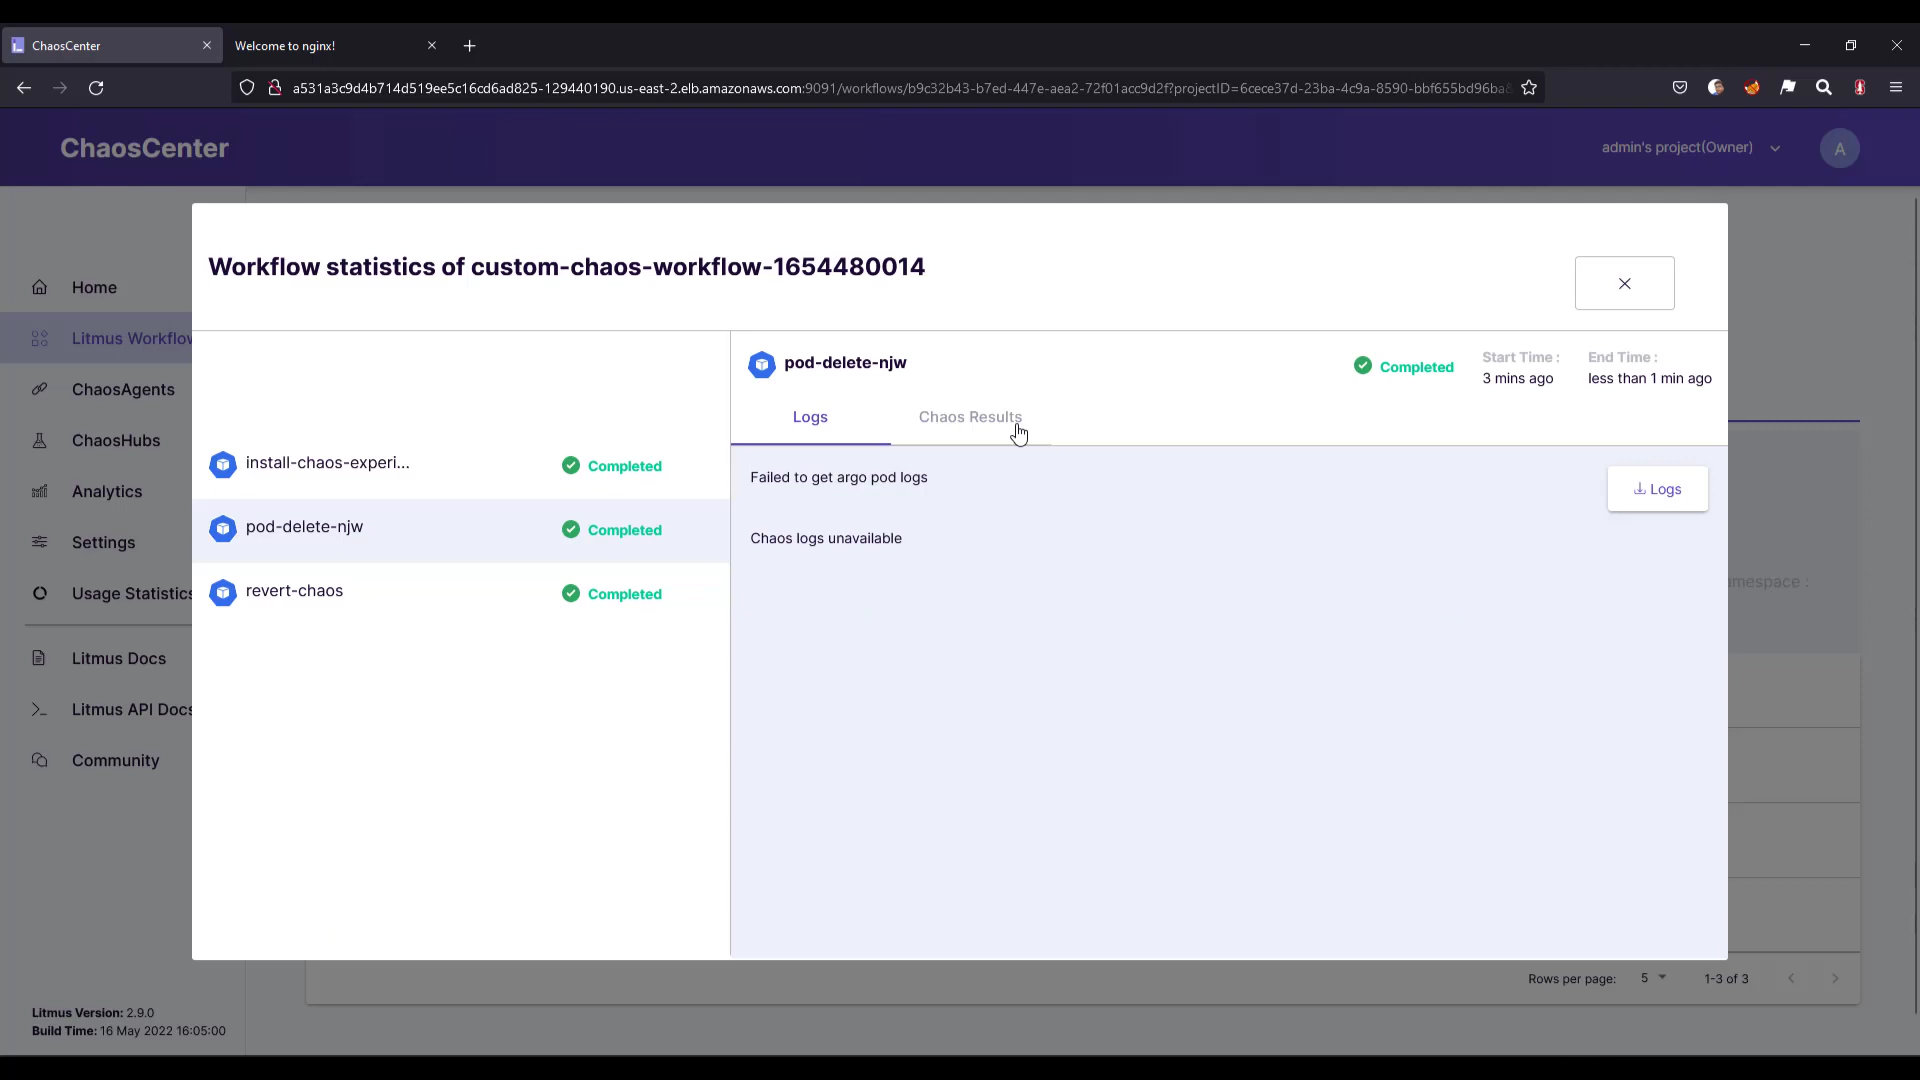 ChaosCenter
Welcome to nginx!
a531a3c9d4b714d519ee5c16cd6ad825-129440190.us-east-2.elb.amazonaws.com:9091/workflows/b9c32b43-b7ed-447e-aea2-72f01acc9d2f?projectID=6cece37d-23ba-4c9a-8590-bbf655bd96ba
ChaosCenter
admin's project(Owner)
A
Workflow statistics of custom-chaos-workflow-1654480014
Home
Litmus Workflow
ChaosAgents
ChaosHubs
Analytics
Settings
Usage Statistics
Litmus Docs
Litmus API Docs
Community
Litmus Version: 2.9.0
Build Time: 16 May 2022 16:05:00
install-chaos-experi... Completed
pod-delete-njw Completed
revert-chaos Completed
pod-delete-njw
Completed
Start Time :
3 mins ago
End Time :
less than 1 min ago
Logs
Chaos Results
Failed to get argo pod logs
Logs
Chaos logs unavailable
mespace :
Rows per page: 5 1-3 of 3